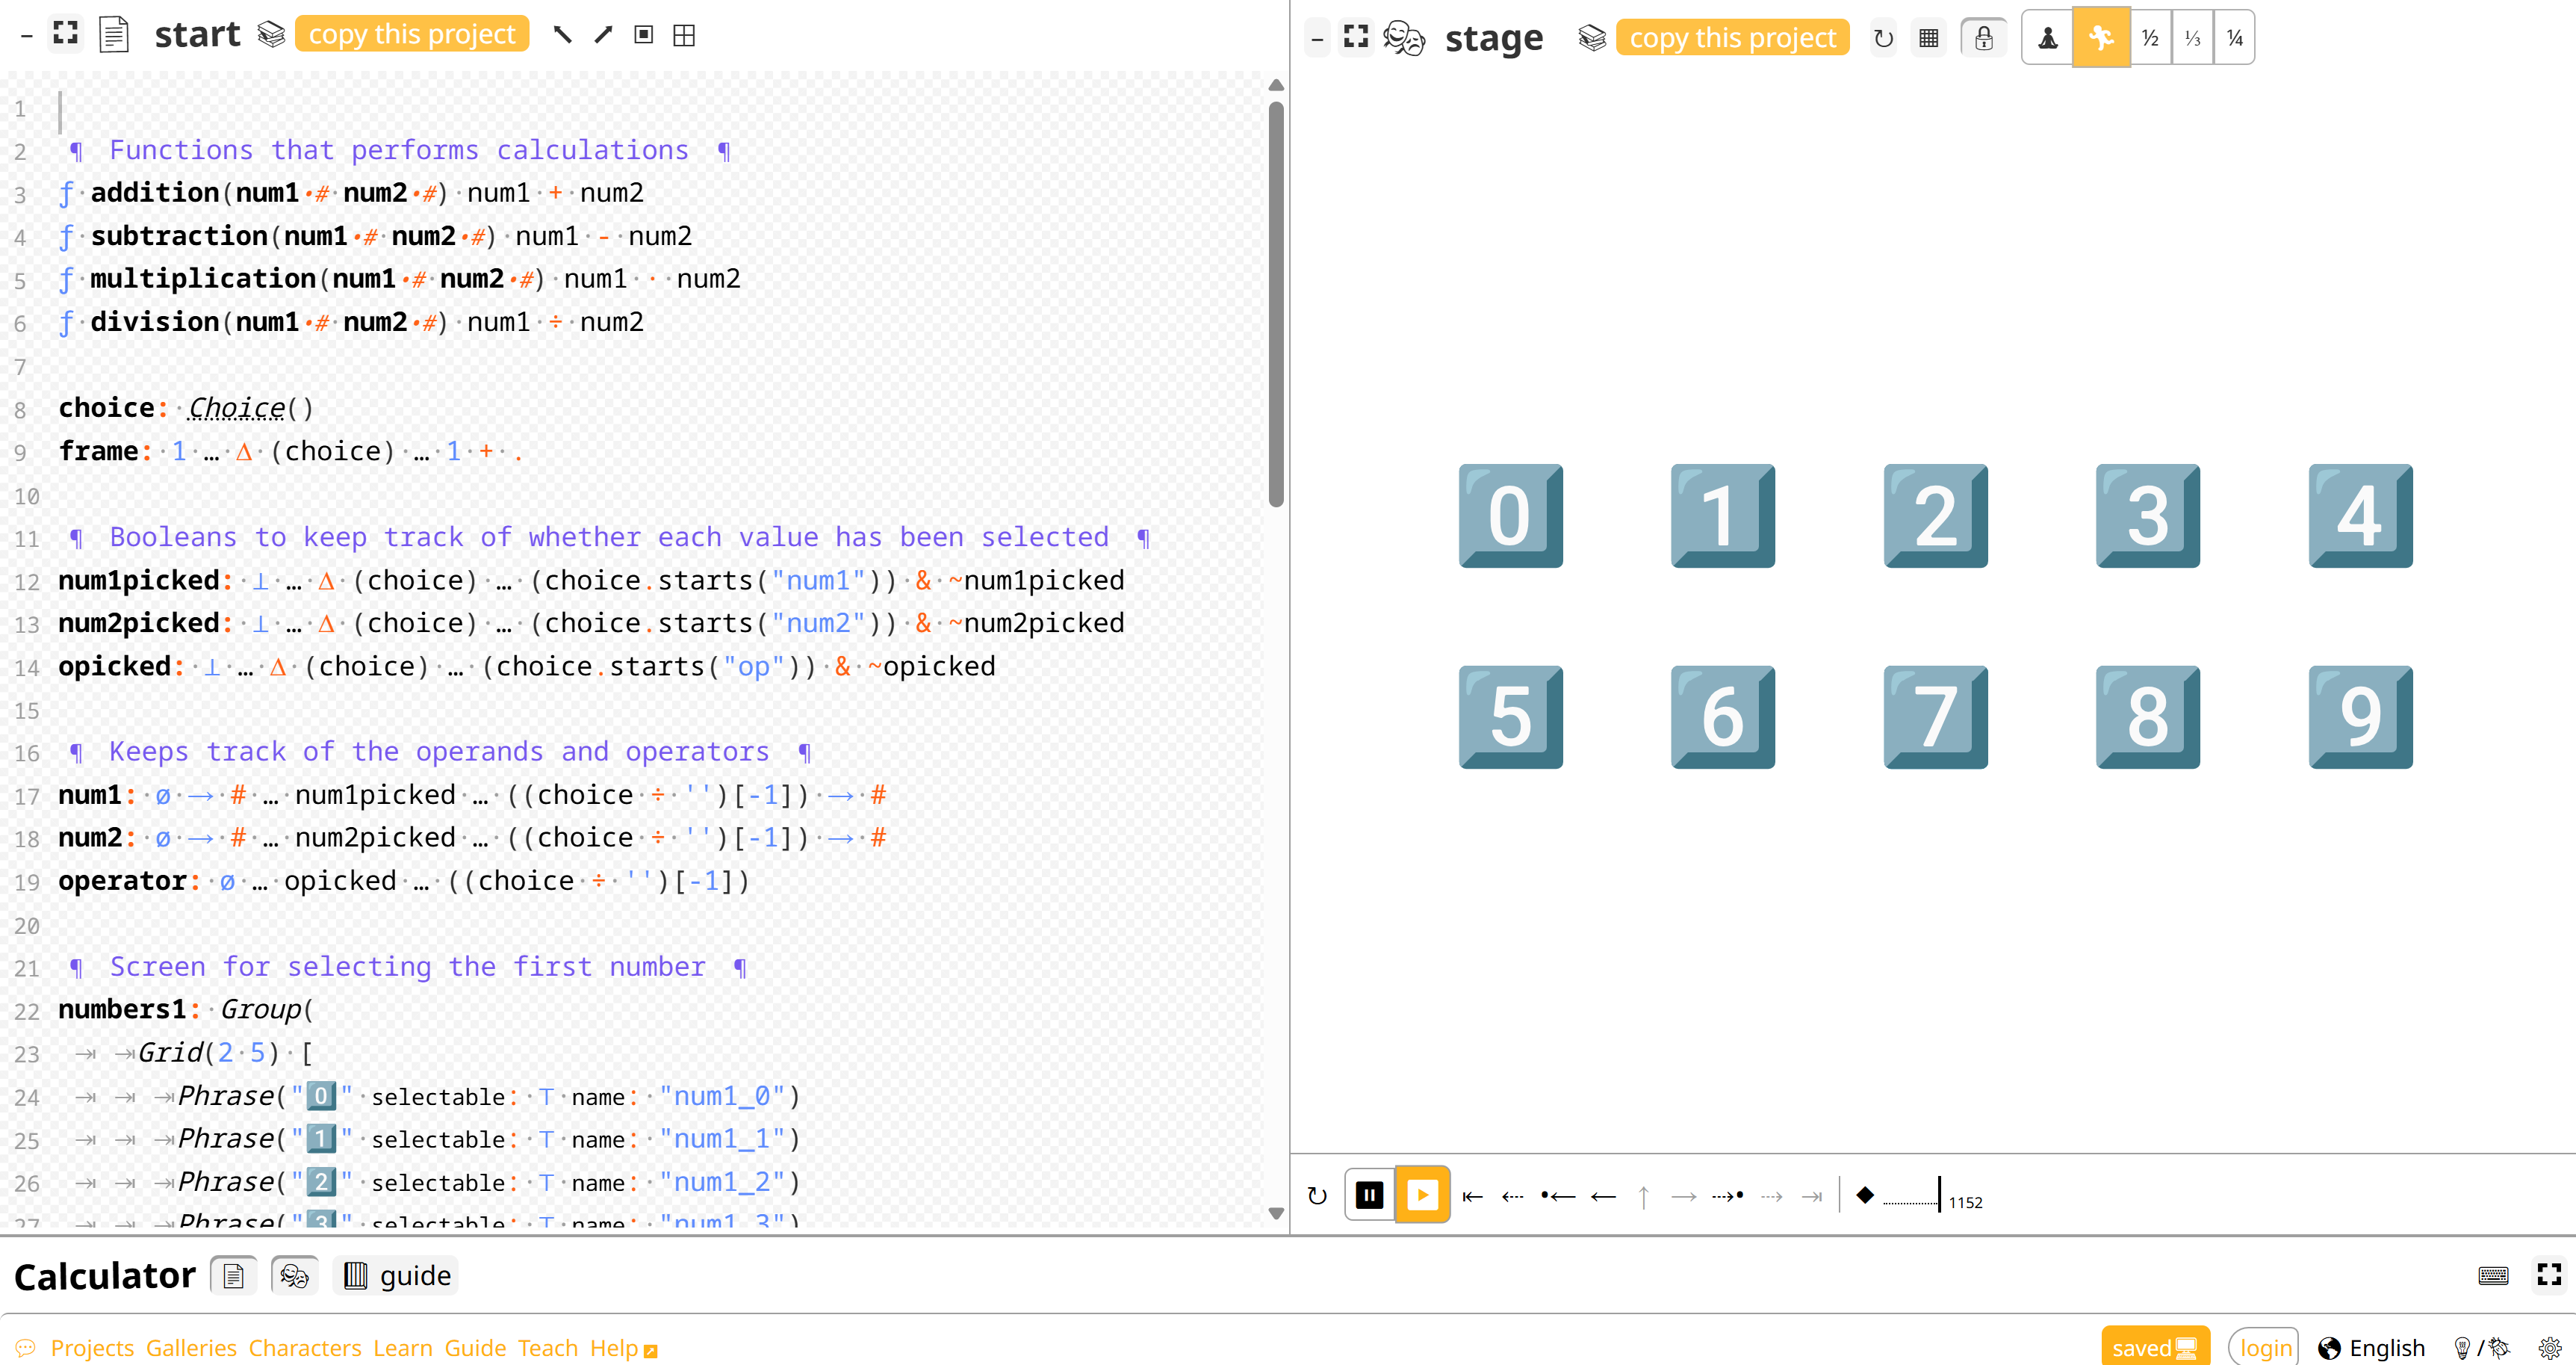 start copy this project
1
2 ¶ Functions that performs calculations ¶
3 ƒ addition(num1•# num2•#) num1 + num2
4 ƒ subtraction(num1•# num2•#) num1 - num2
5 ƒ multiplication(num1•# num2•#) num1 · num2
6 ƒ division(num1•# num2•#) num1 ÷ num2
7
8 choice: Choice()
9 frame: 1 … ∆ (choice) … 1 + .
10
11 ¶ Booleans to keep track of whether each value has been selected ¶
12 num1picked: ⊥ … ∆ (choice) … (choice.starts("num1")) & ~num1picked
13 num2picked: ⊥ … ∆ (choice) … (choice.starts("num2")) & ~num2picked
14 opicked: ⊥ … ∆ (choice) … (choice.starts("op")) & ~opicked
15
16 ¶ Keeps track of the operands and operators ¶
17 num1: ø → # … num1picked … ((choice ÷ '')[-1]) → #
18 num2: ø → # … num2picked … ((choice ÷ '')[-1]) → #
19 operator: ø … opicked … ((choice ÷ '')[-1])
20
21 ¶ Screen for selecting the first number ¶
22 numbers1: Group(
23 Grid(2 5) [
24 Phrase("0️⃣" selectable: ⊤ name: "num1_0")
25 Phrase("1️⃣" selectable: ⊤ name: "num1_1")
26 Phrase("2️⃣" selectable: ⊤ name: "num1_2")
27 Phrase("3️⃣" selectable: ⊤ name: "num1_3")
stage copy this project ½ ⅓ ¼
0 1 2 3 4
5 6 7 8 9
1152
Calculator guide
Projects Galleries Characters Learn Guide Teach Help saved login English